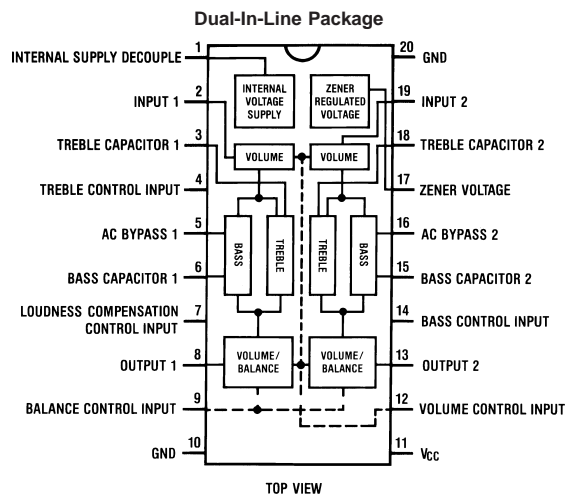 Dual-In-Line Package
INTERNAL SUPPLY DECOUPLE 1
INPUT 1 2
TREBLE CAPACITOR 1 3
TREBLE CONTROL INPUT 4
AC BYPASS 1 5
BASS CAPACITOR 1 6
LOUDNESS COMPENSATION
CONTROL INPUT 7
OUTPUT 1 8
BALANCE CONTROL INPUT 9
GND 10
INTERNAL
VOLTAGE
SUPPLY
ZENER
REGULATED
VOLTAGE
VOLUME
VOLUME
BASS
TREBLE
TREBLE
BASS
VOLUME/
BALANCE
VOLUME/
BALANCE
20 GND
19 INPUT 2
18 TREBLE CAPACITOR 2
17 ZENER VOLTAGE
16 AC BYPASS 2
15 BASS CAPACITOR 2
14 BASS CONTROL INPUT
13 OUTPUT 2
12 VOLUME CONTROL INPUT
11 VCC
TOP VIEW